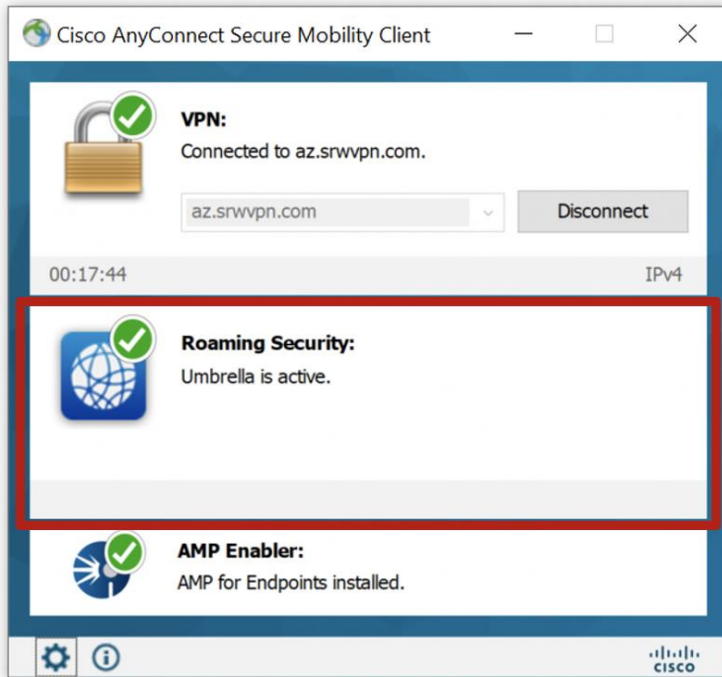 Cisco AnyConnect Secure Mobility Client
VPN:
Connected to az.srwvpn.com.
az.srwvpn.com
Disconnect
00:17:44
IPv4
Roaming Security:
Umbrella is active.
AMP Enabler:
AMP for Endpoints installed.
CISCO